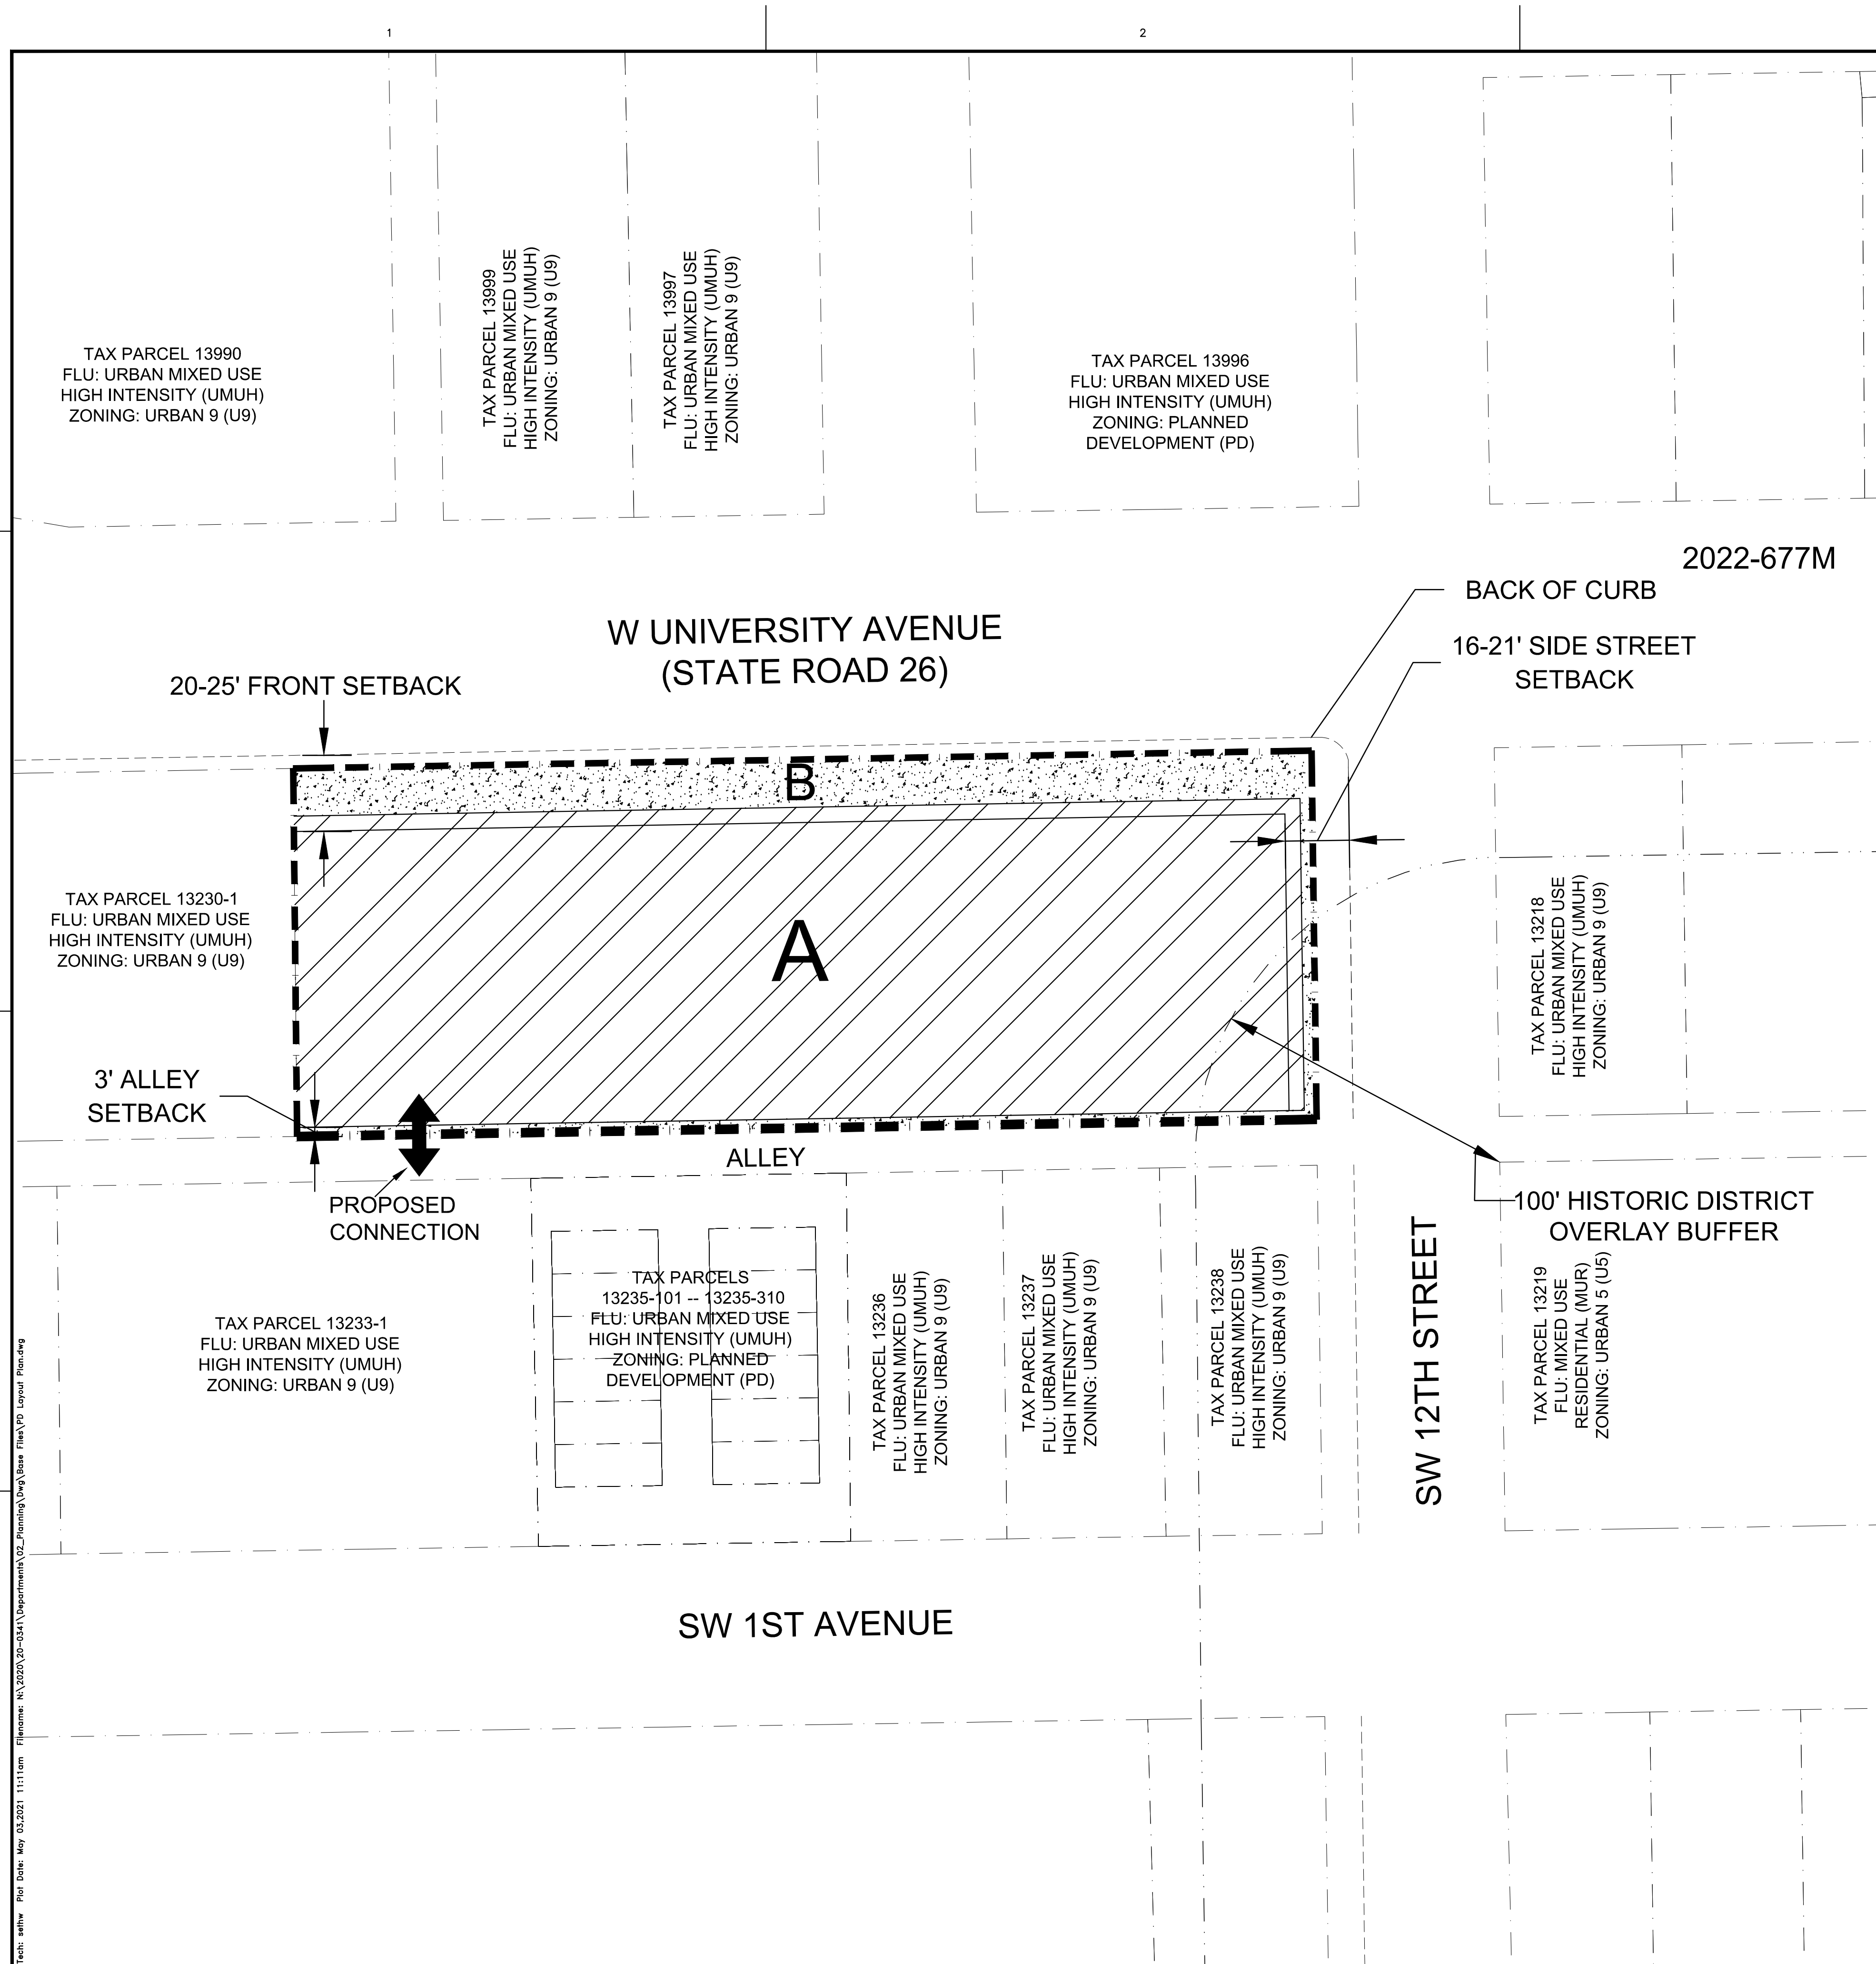 1
2
TAX PARCEL 13990
FLU: URBAN MIXED USE
HIGH INTENSITY (UMUH)
ZONING: URBAN 9 (U9)
TAX PARCEL 13999
FLU: URBAN MIXED USE
HIGH INTENSITY (UMUH)
ZONING: URBAN 9 (U9)
TAX PARCEL 13997
FLU: URBAN MIXED USE
HIGH INTENSITY (UMUH)
ZONING: URBAN 9 (U9)
TAX PARCEL 13996
FLU: URBAN MIXED USE
HIGH INTENSITY (UMUH)
ZONING: PLANNED
DEVELOPMENT (PD)
2022-677M
BACK OF CURB
16-21' SIDE STREET
SETBACK
W UNIVERSITY AVENUE
(STATE ROAD 26)
20-25' FRONT SETBACK
B
A
TAX PARCEL 13230-1
FLU: URBAN MIXED USE
HIGH INTENSITY (UMUH)
ZONING: URBAN 9 (U9)
TAX PARCEL 13218
FLU: URBAN MIXED USE
HIGH INTENSITY (UMUH)
ZONING: URBAN 9 (U9)
3' ALLEY
SETBACK
ALLEY
PROPOSED
CONNECTION
100' HISTORIC DISTRICT
OVERLAY BUFFER
TAX PARCEL 13233-1
FLU: URBAN MIXED USE
HIGH INTENSITY (UMUH)
ZONING: URBAN 9 (U9)
TAX PARCELS
13235-101 -- 13235-310
FLU: URBAN MIXED USE
HIGH INTENSITY (UMUH)
ZONING: PLANNED
DEVELOPMENT (PD)
TAX PARCEL 13236
FLU: URBAN MIXED USE
HIGH INTENSITY (UMUH)
ZONING: URBAN 9 (U9)
TAX PARCEL 13237
FLU: URBAN MIXED USE
HIGH INTENSITY (UMUH)
ZONING: URBAN 9 (U9)
TAX PARCEL 13238
FLU: URBAN MIXED USE
HIGH INTENSITY (UMUH)
ZONING: URBAN 9 (U9)
SW 12TH STREET
TAX PARCEL 13219
FLU: MIXED USE
RESIDENTIAL (MUR)
ZONING: URBAN 5 (U5)
SW 1ST AVENUE
Tech: sethw Plot Date: May 03,2021 11:11am Filename: N:\2020\20-0341\Departments\02_Planning\Dwg\Base Files\PD Layout Plan.dwg